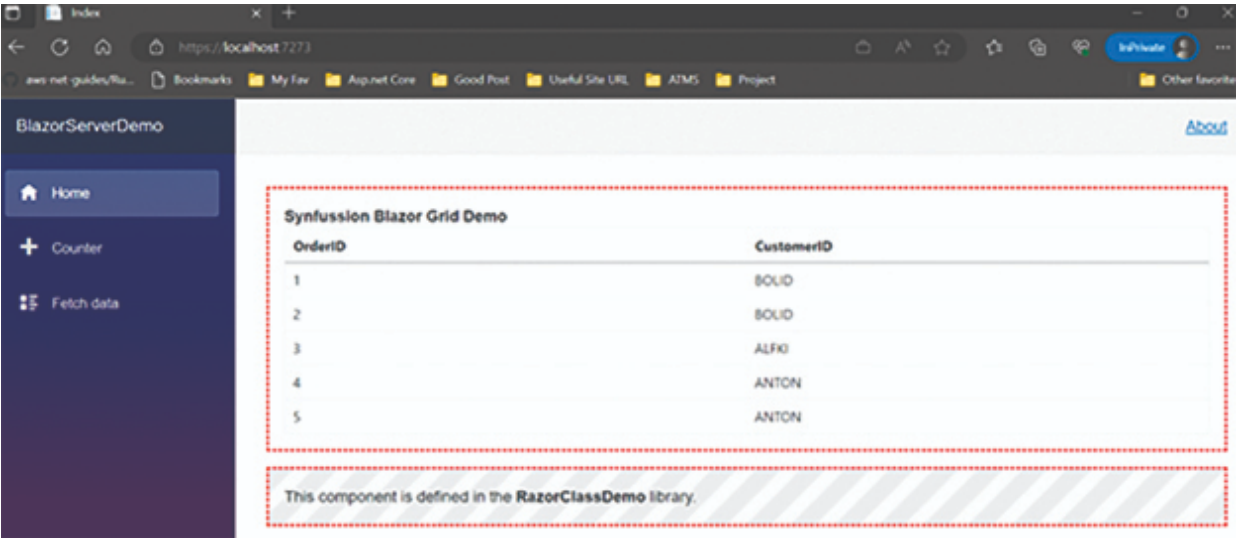 Index
https://localhost:7273
InPrivate
aws-net-guides/Ru... Bookmarks My Fav Asp.net Core Good Post Useful Site URL ATMS Project Other favorite
BlazorServerDemo
About
Home
Counter
Fetch data
Synfussion Blazor Grid Demo
OrderID CustomerID
1 BOLID
2 BOLID
3 ALFKI
4 ANTON
5 ANTON
This component is defined in the RazorClassDemo library.